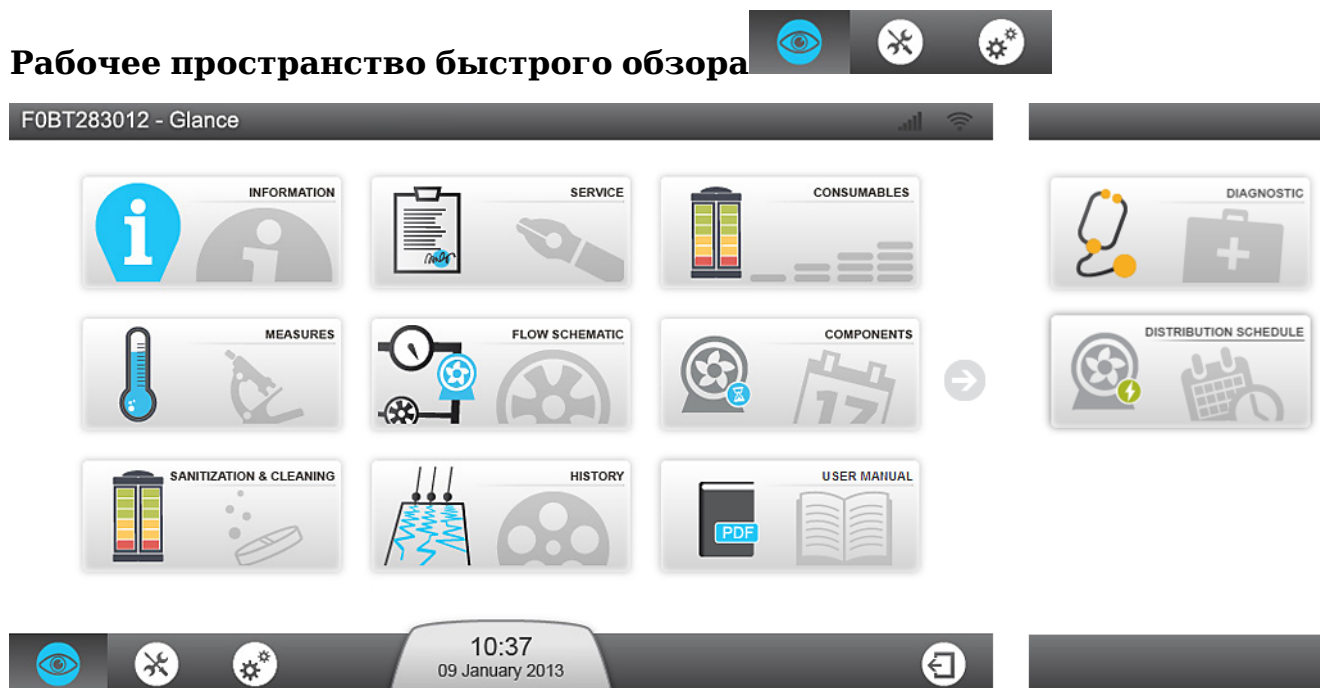 Рабочее пространство быстрого обзора
F0BT283012 - Glance
INFORMATION
SERVICE
CONSUMABLES
DIAGNOSTIC
MEASURES
FLOW SCHEMATIC
COMPONENTS
17
DISTRIBUTION SCHEDULE
SANITIZATION & CLEANING
HISTORY
USER MANUAL
PDF
10:37
09 January 2013